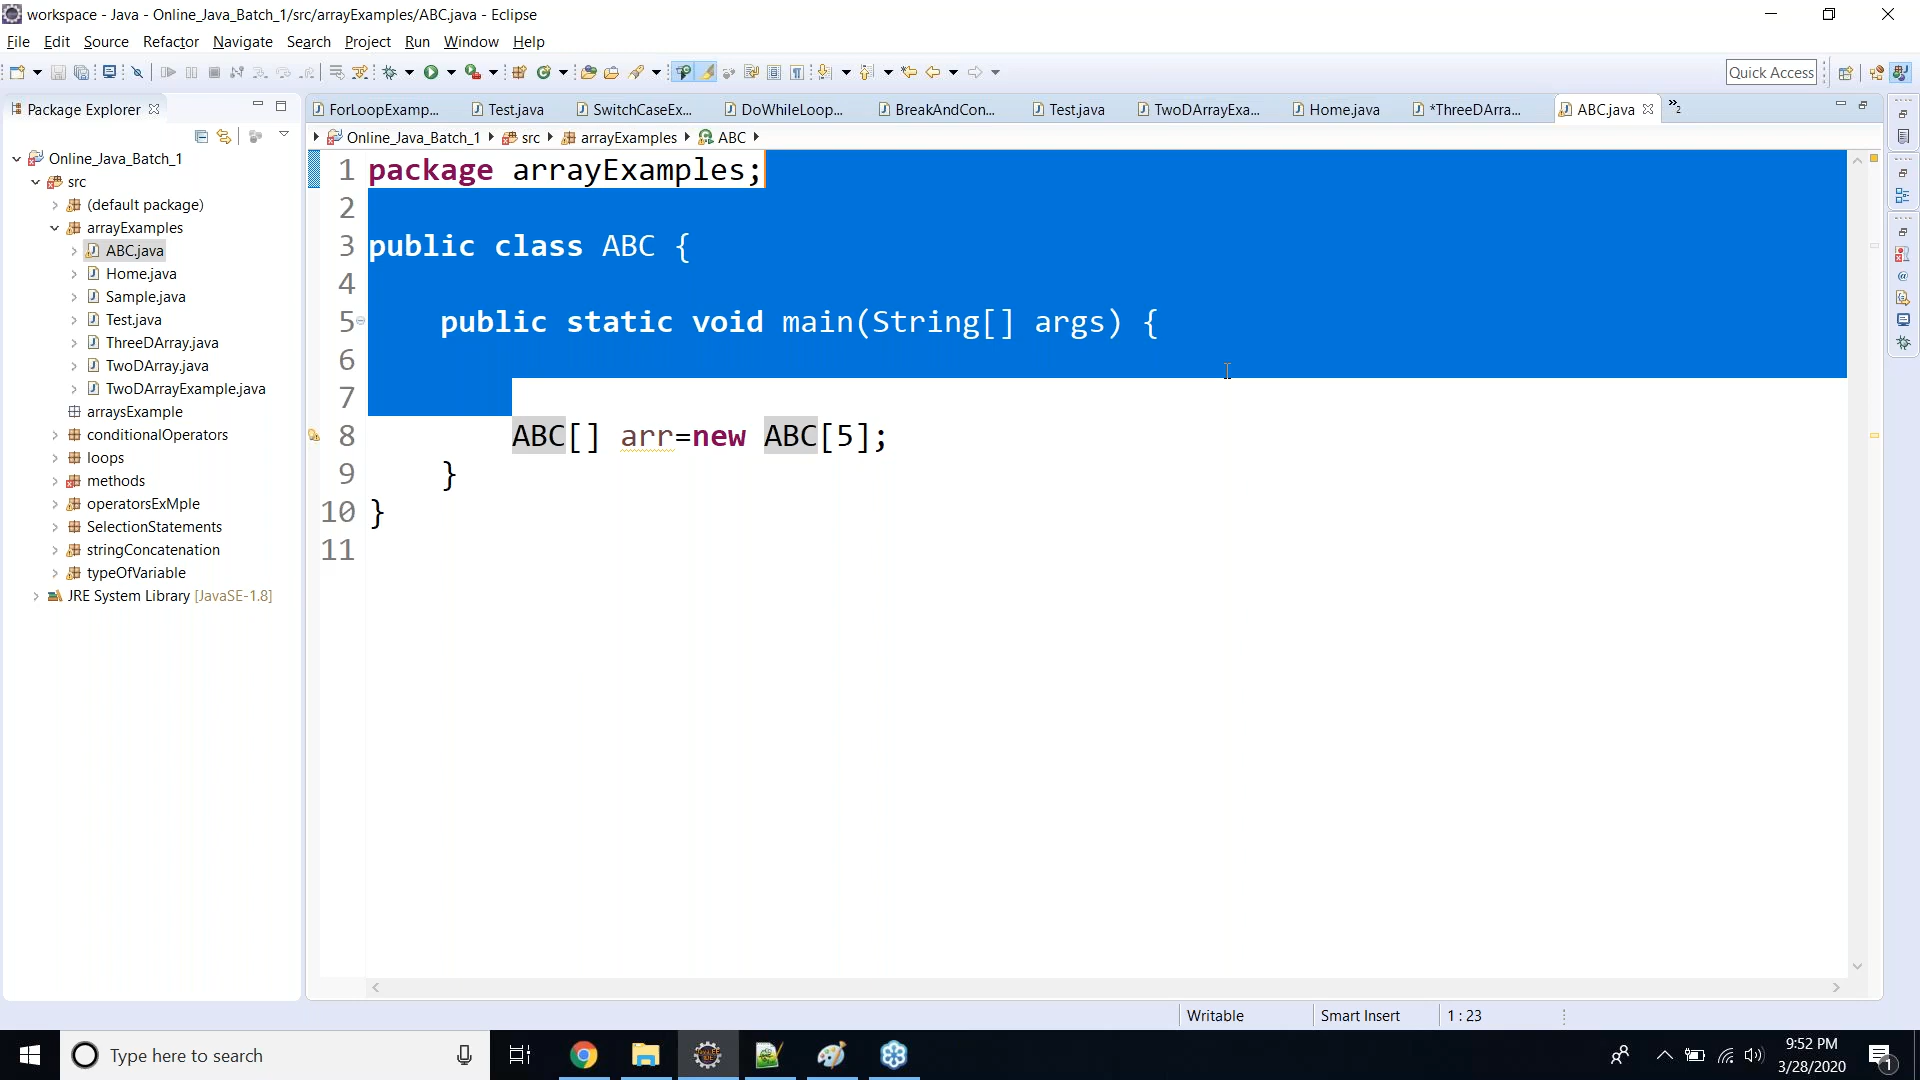 workspace - Java - Online_Java_Batch_1/src/arrayExamples/ABC.java - Eclipse
File Edit Source Refactor Navigate Search Project Run Window Help
Quick Access
Package Explorer
ForLoopExamp... Test.java SwitchCaseEx... DoWhileLoop... BreakAndCon... Test.java TwoDArrayExa... Home.java *ThreeDArra... ABC.java »2
Online_Java_Batch_1 src arrayExamples ABC
Online_Java_Batch_1
src
(default package)
arrayExamples
ABC.java
Home.java
Sample.java
Test.java
ThreeDArray.java
TwoDArray.java
TwoDArrayExample.java
arraysExample
conditionalOperators
loops
methods
operatorsExMple
SelectionStatements
stringConcatenation
typeOfVariable
JRE System Library [JavaSE-1.8]
1 package arrayExamples;
2
3 public class ABC {
4
5 public static void main(String[] args) {
6
7
8 ABC[] arr=new ABC[5];
9 }
10 }
11
Writable Smart Insert 1 : 23
Type here to search
9:52 PM
3/28/2020
1